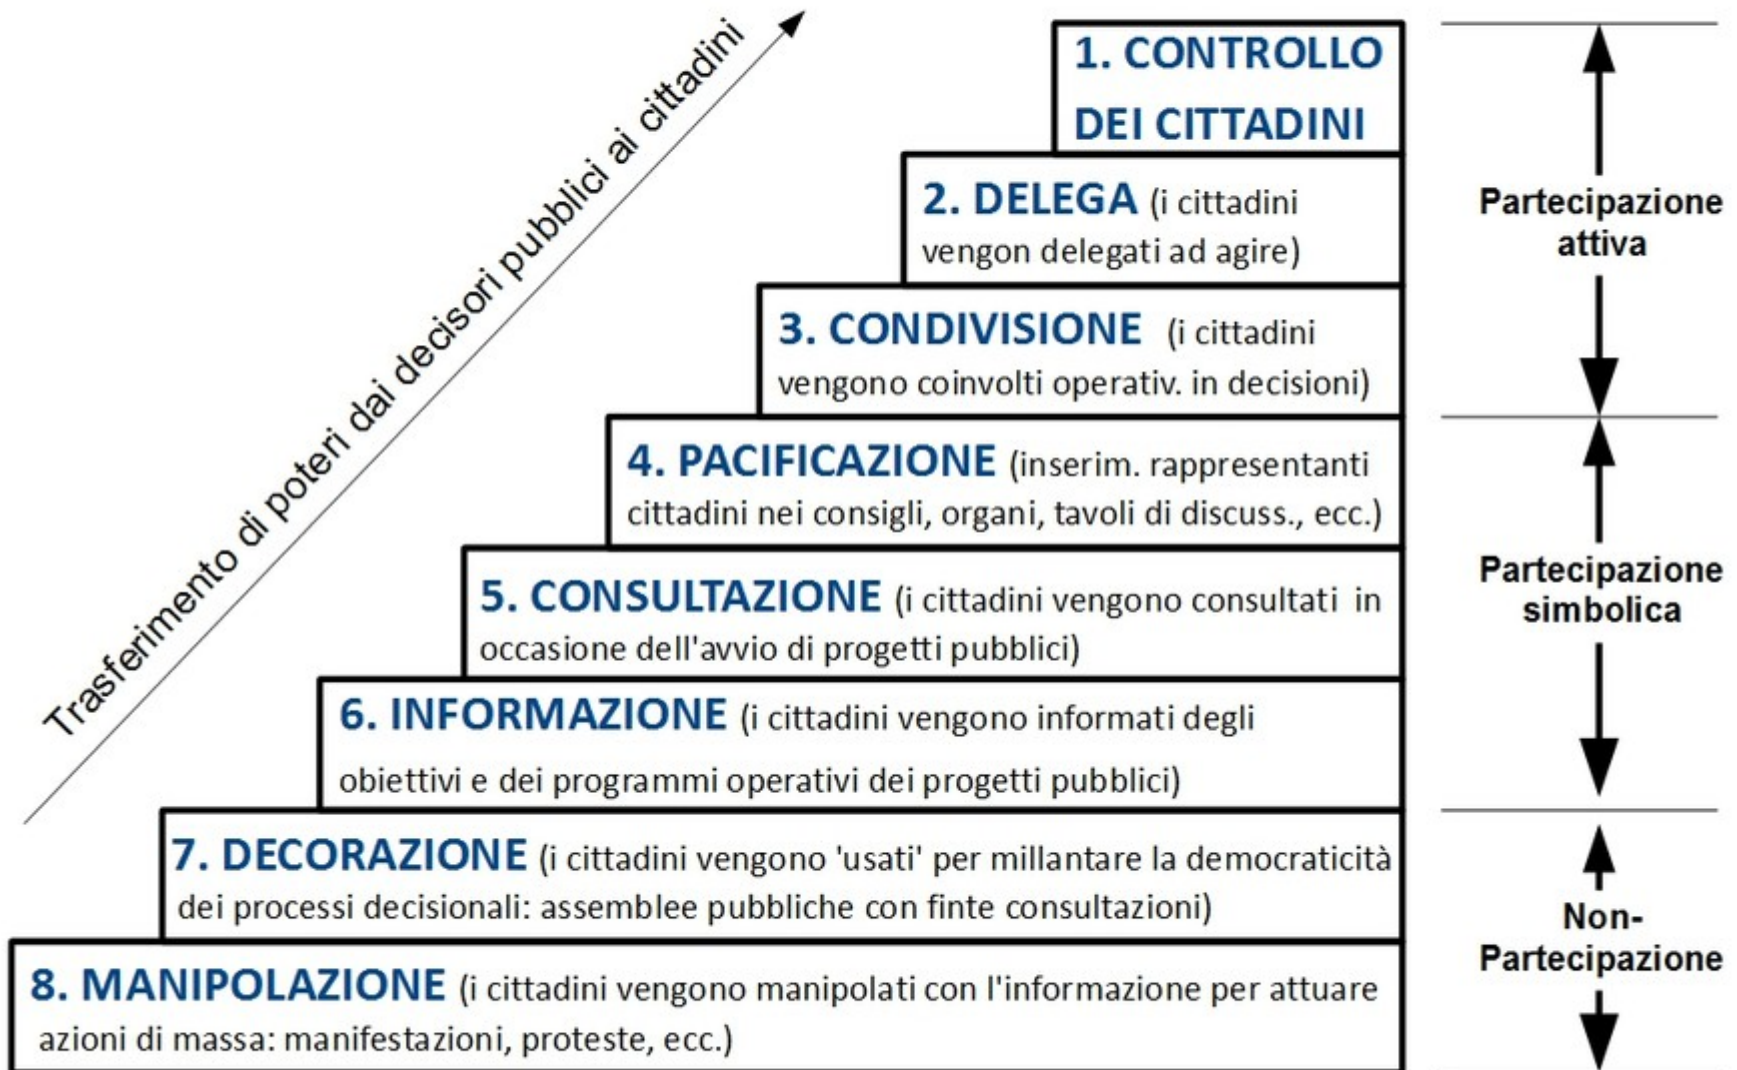 Trasferimento di poteri dai decisori pubblici ai cittadini
1. CONTROLLO
DEI CITTADINI
2. DELEGA (i cittadini
vengon delegati ad agire)
3. CONDIVISIONE (i cittadini
vengono coinvolti operativ. in decisioni)
Partecipazione
attiva
4. PACIFICAZIONE (inserim. rappresentanti
cittadini nei consigli, organi, tavoli di discuss., ecc.)
5. CONSULTAZIONE (i cittadini vengono consultati in
occasione dell'avvio di progetti pubblici)
6. INFORMAZIONE (i cittadini vengono informati degli
obiettivi e dei programmi operativi dei progetti pubblici)
Partecipazione
simbolica
7. DECORAZIONE (i cittadini vengono 'usati' per millantare la democraticità
dei processi decisionali: assemblee pubbliche con finte consultazioni)
8. MANIPOLAZIONE (i cittadini vengono manipolati con l'informazione per attuare
azioni di massa: manifestazioni, proteste, ecc.)
Non-
Partecipazione